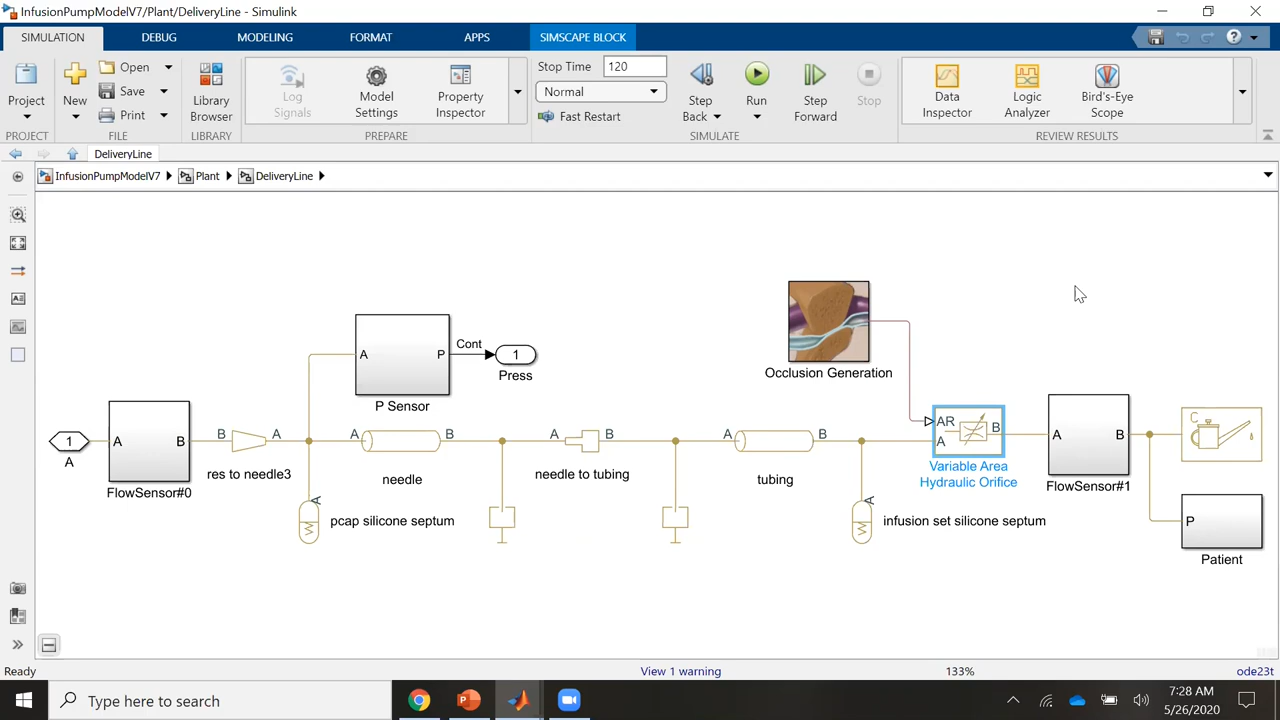 InfusionPumpModelV7/Plant/DeliveryLine - Simulink
SIMULATION DEBUG MODELING FORMAT APPS SIMSCAPE BLOCK
Project New Open Save Print
Library Browser
Log Signals
Model Settings
Property Inspector
Stop Time 120
Normal
Fast Restart
Step Back
Run
Step Forward
Stop
Data Inspector
Logic Analyzer
Bird's-Eye Scope
PROJECT FILE LIBRARY PREPARE SIMULATE REVIEW RESULTS
DeliveryLine
InfusionPumpModelV7 Plant DeliveryLine
A P
P Sensor
Cont
1
Press
Occlusion Generation
1
A
A B
FlowSensor#0
B A
res to needle3
A B
needle
A B
needle to tubing
A B
tubing
AR
A B
Variable Area
Hydraulic Orifice
A B
FlowSensor#1
C
A
pcap silicone septum
A
infusion set silicone septum
P
Patient
Ready View 1 warning 133% ode23t
Type here to search
7:28 AM
5/26/2020